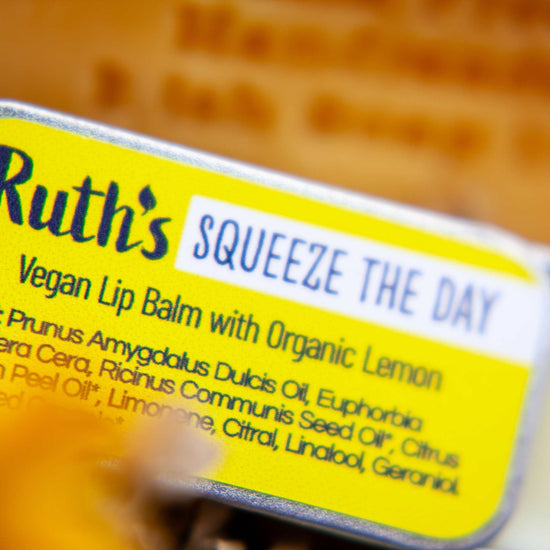 Ruth's
SQUEEZE THE DAY
Vegan Lip Balm with Organic Lemon
: Prunus Amygdalus Dulcis Oil, Euphorbia
era Cera, Ricinus Communis Seed Oil*, Citrus
n Peel Oil*, Limonene, Citral, Linalool, Geraniol.